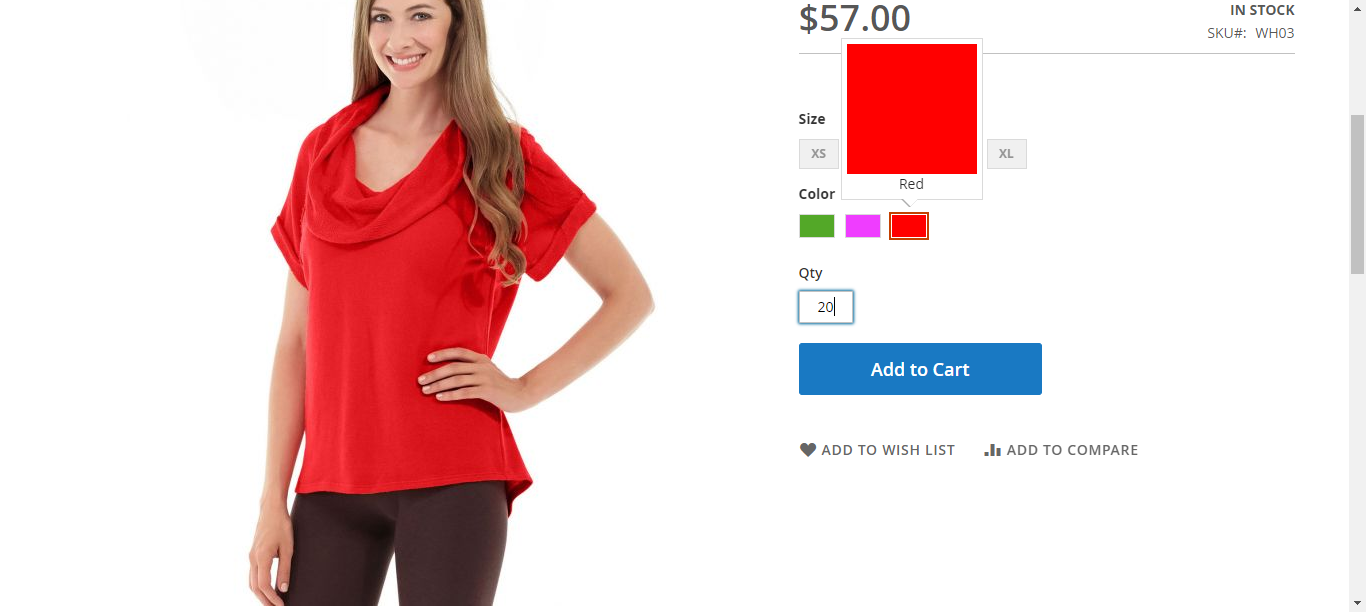 $57.00
IN STOCK
SKU#: WH03
Size
XS
XL
Red
Color
Qty
20
Add to Cart
ADD TO WISH LIST
ADD TO COMPARE